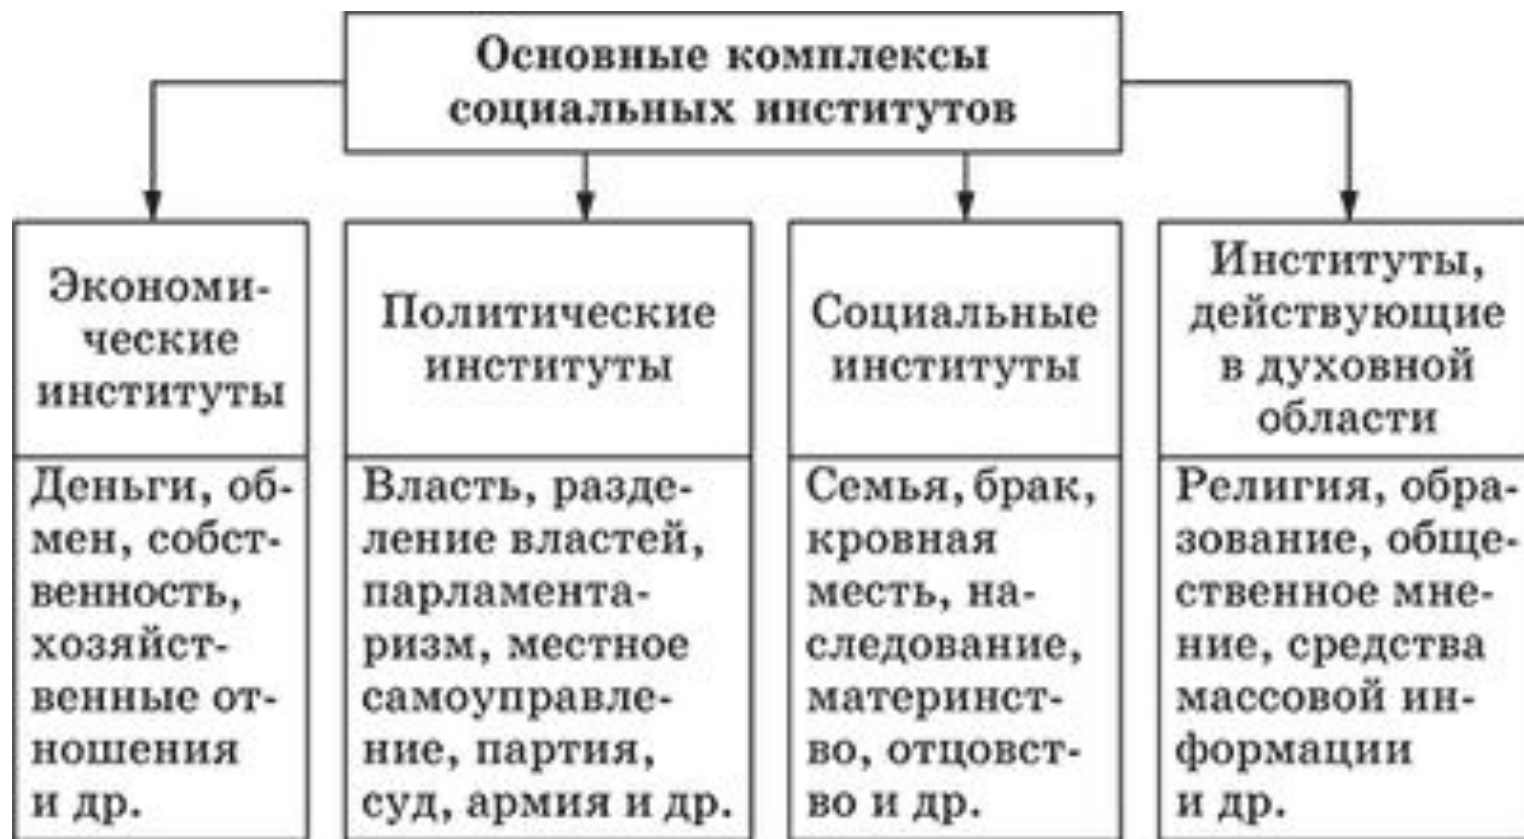 Основные комплексы
социальных институтов
Экономи-
ческие
институты
Деньги, об-
мен, собст-
венность,
хозяйст-
венные от-
ношения
и др.
Политические
институты
Власть, разде-
ление властей,
парламента-
ризм, местное
самоуправле-
ние, партия,
суд, армия и др.
Социальные
институты
Семья, брак,
кровная
месть, на-
следование,
материнст-
во, отцовст-
во и др.
Институты,
действующие
в духовной
области
Религия, обра-
зование, обще-
ственное мне-
ние, средства
массовой ин-
формации
и др.